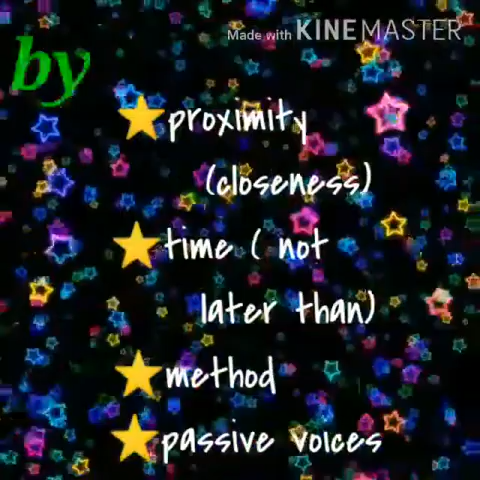 Made with KINEMASTER
by
proximity
(closeness)
time ( not
later than)
method
passive voices